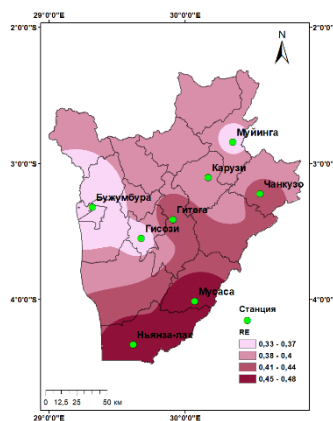 29°0'0"E 30°0'0"E
2°0'0"S 2°0'0"S
N
Муйинга
3°0'0"S 3°0'0"S
Карузи
Чанкузо
Бужумбура
Гитега
Гисози
4°0'0"S 4°0'0"S
Мусаса
Ньянза-лак
Станция
RE
0,33 - 0,37
0,38 - 0,4
0,41 - 0,44
0,45 - 0,48
0 12,5 25 50 км
29°0'0"E 30°0'0"E